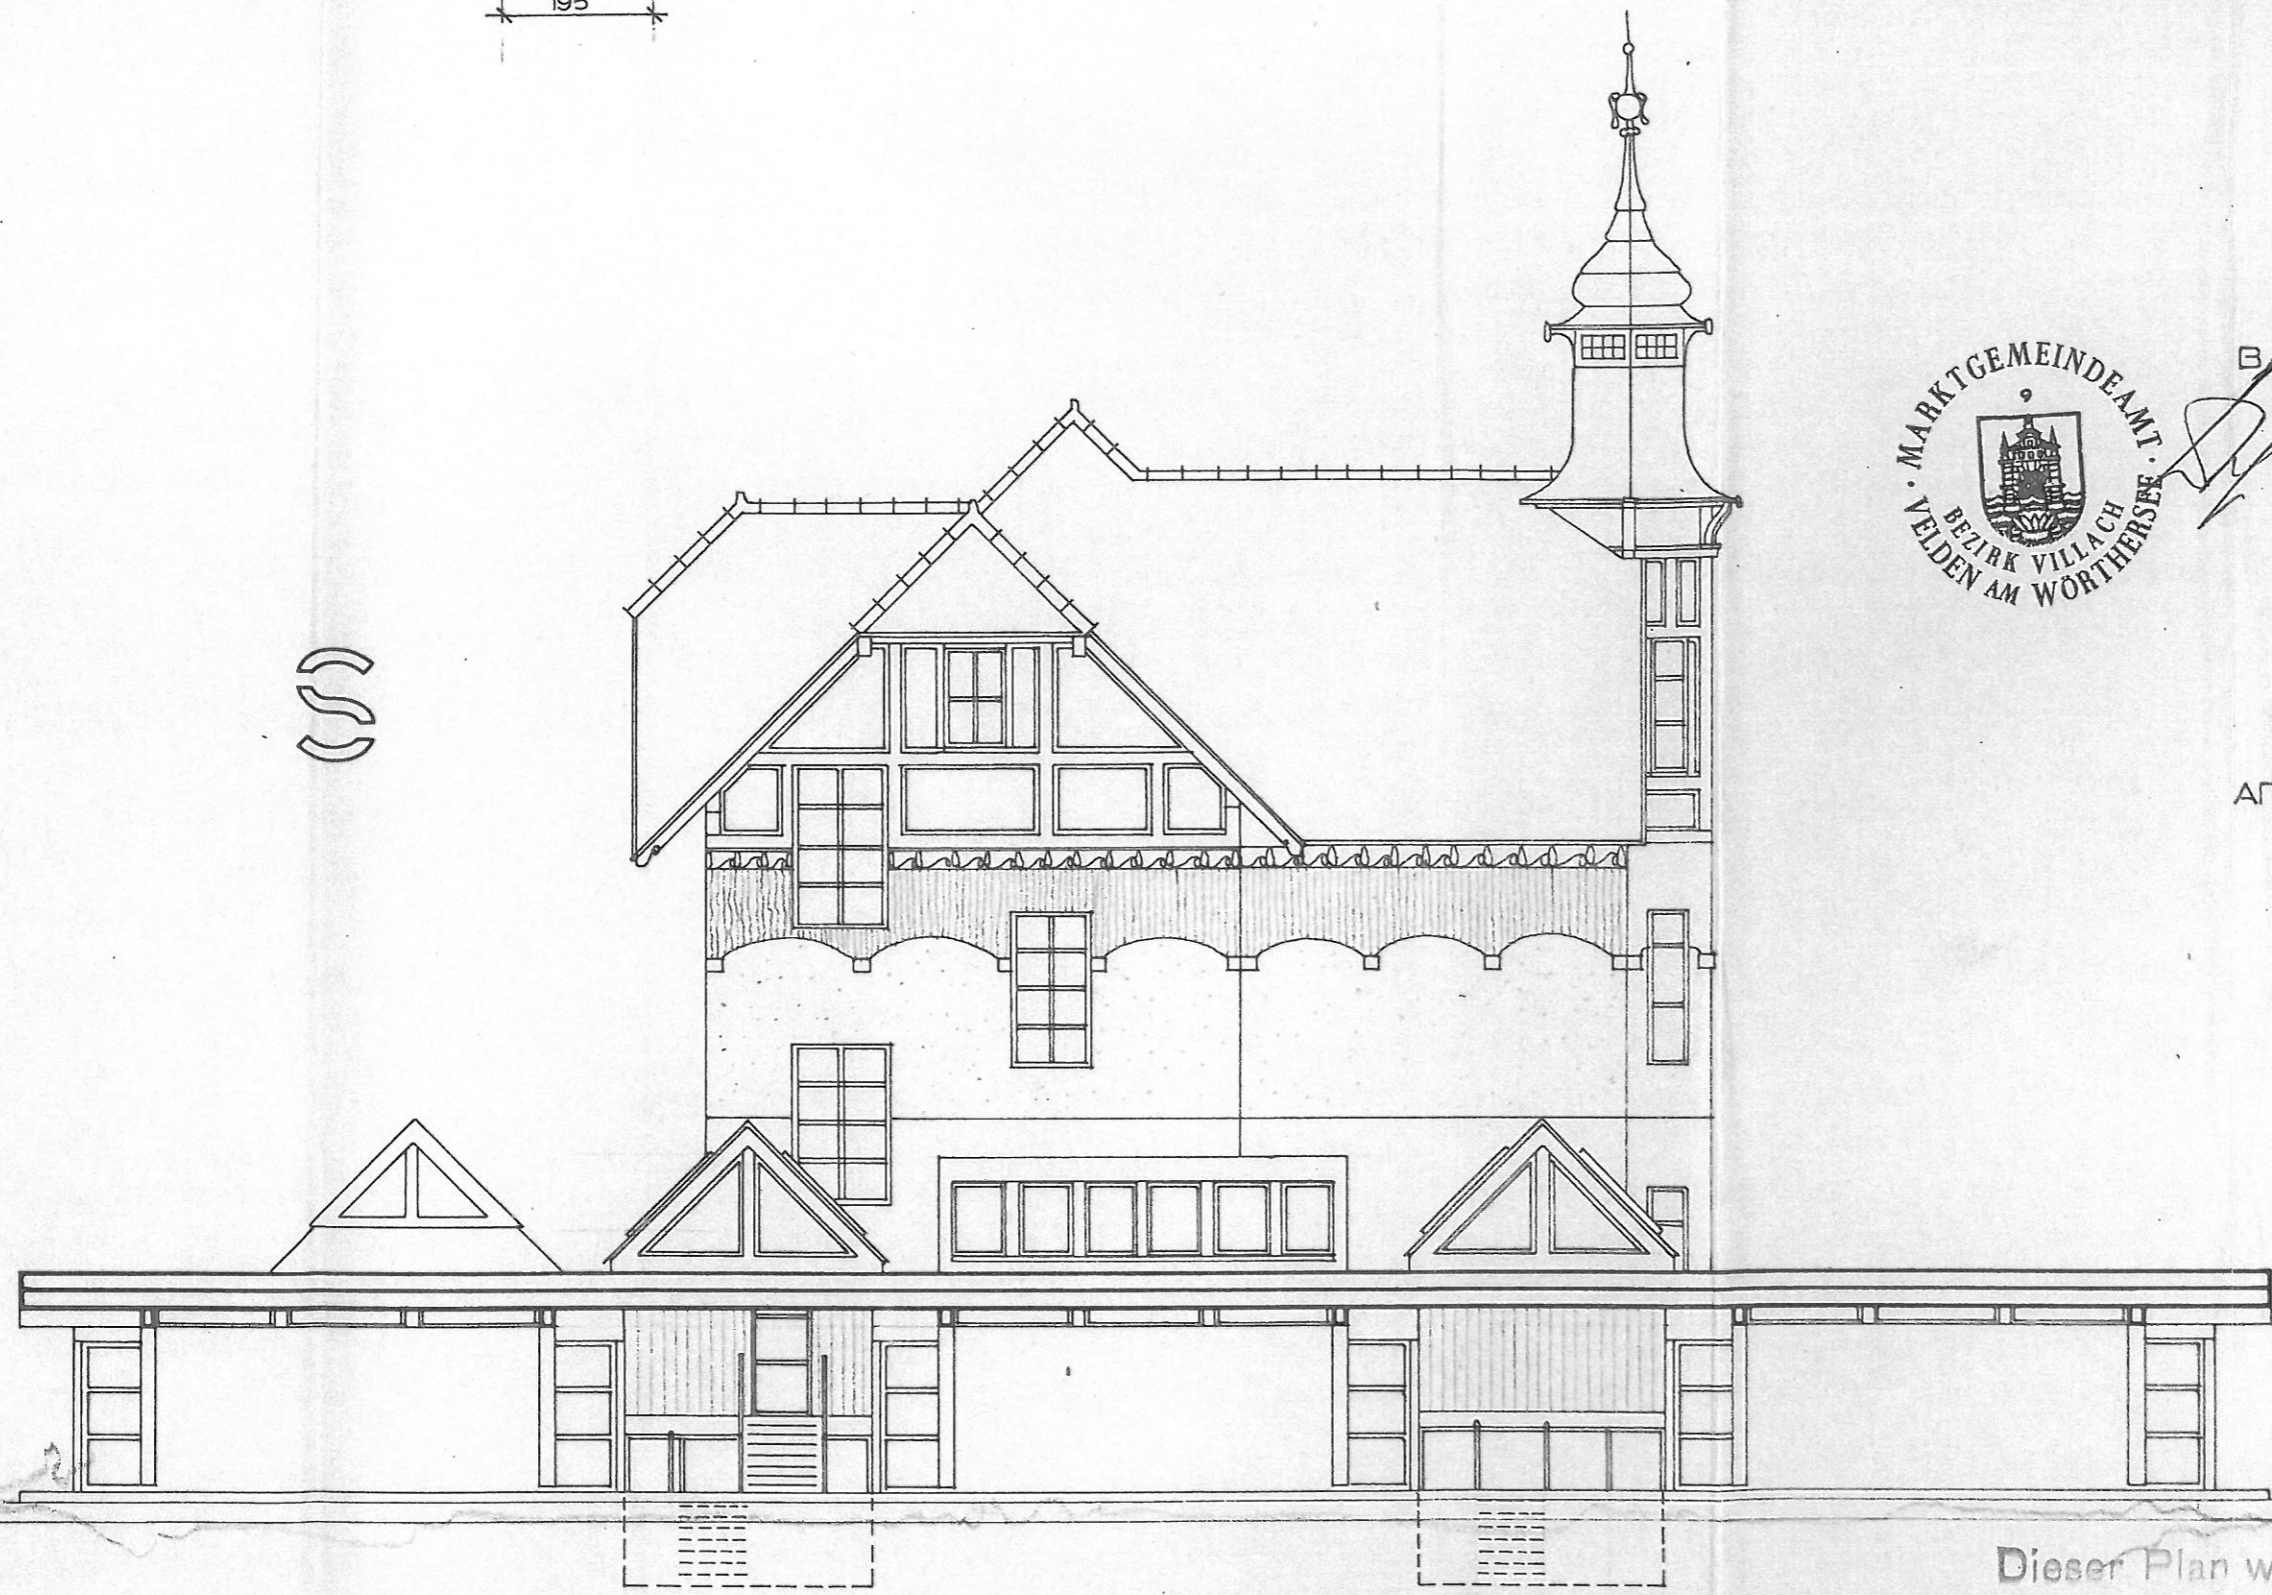 195
MARKTGEMEINDEAMT
9
BEZIRK VILLACH
VELDEN AM WÖRTHERSEE
S
B
Dieser Plan w